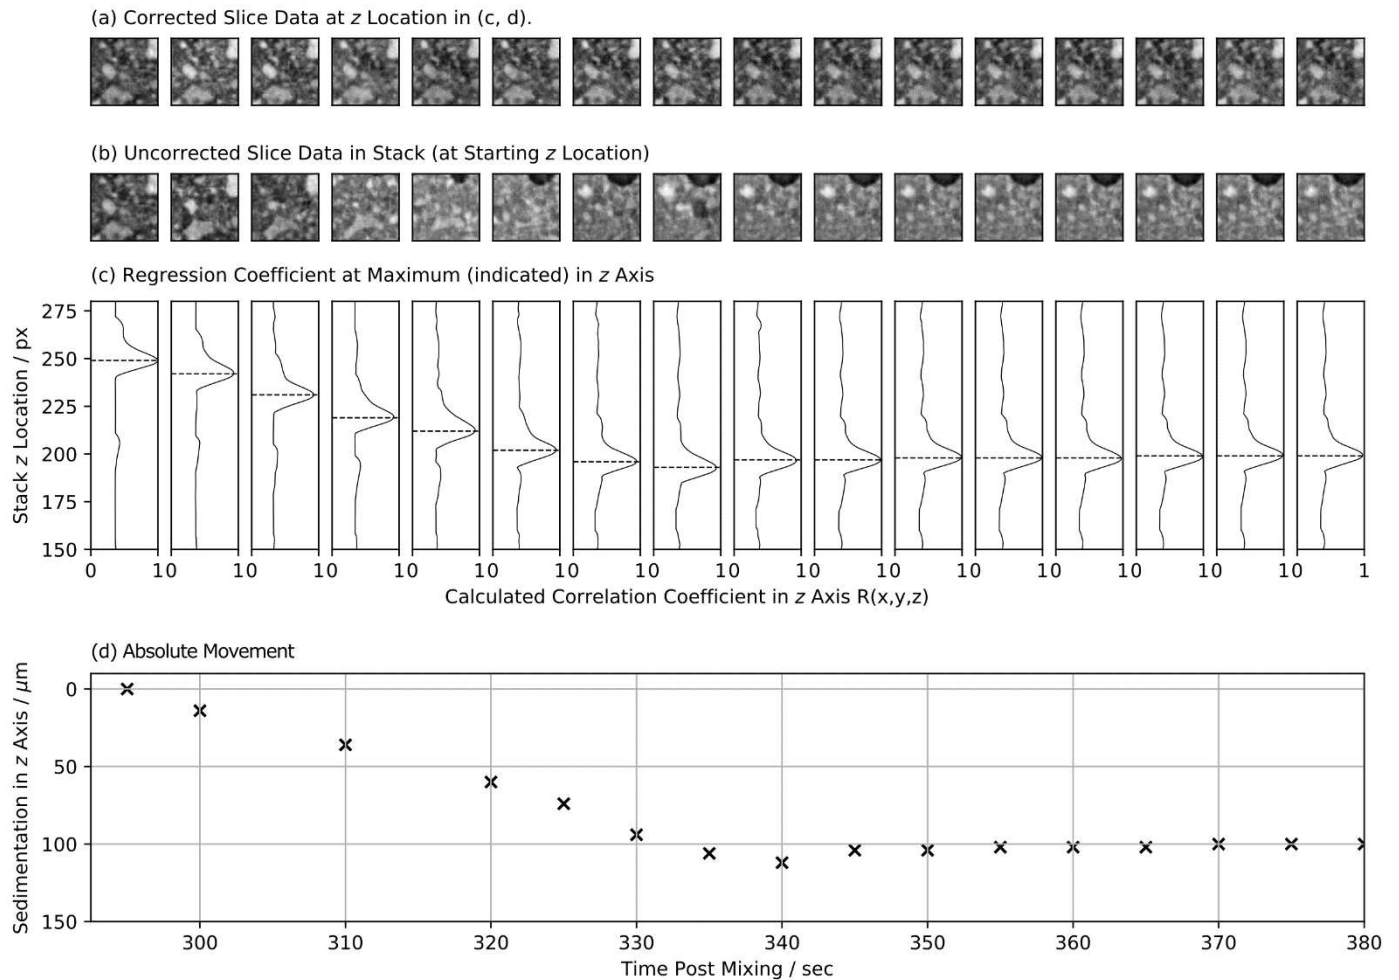 (a) Corrected Slice Data at z Location in (c, d).
(b) Uncorrected Slice Data in Stack (at Starting z Location)
(c) Regression Coefficient at Maximum (indicated) in z Axis
Stack z Location / px
275
250
225
200
175
150
0 10 10 10 10 10 10 10 10 10 10 10 10 10 10 10 1
Calculated Correlation Coefficient in z Axis R(x,y,z)
(d) Absolute Movement
Sedimentation in z Axis / μm
0
50
100
150
300 310 320 330 340 350 360 370 380
Time Post Mixing / sec